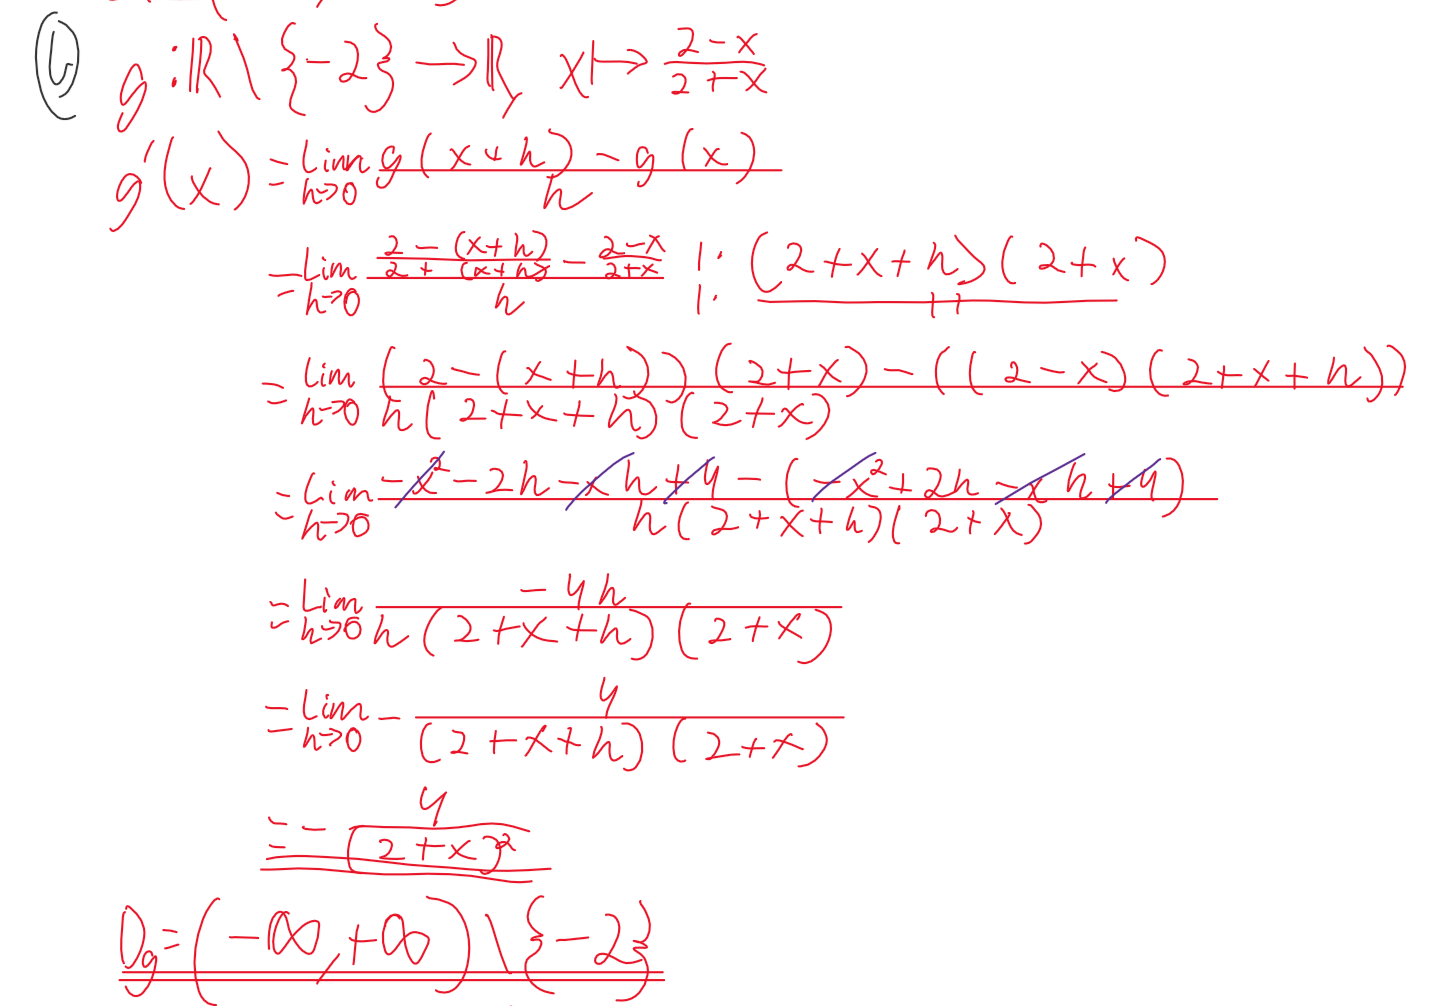 b) g : ℝ \ {-2} → ℝ, x ↦ (2-x)/(2+x)
g'(x) = lim_{h→0} (g(x+h) - g(x))/h
= lim_{h→0} ((2-(x+h))/(2+(x+h)) - (2-x)/(2+x))/h |· (2+x+h)(2+x) |· "
= lim_{h→0} ((2-(x+h))(2+x) - ((2-x)(2+x+h)))/(h(2+x+h)(2+x))
= lim_{h→0} (-x² - 2h - xh + 4 - (-x² + 2h - xh + 4))/(h(2+x+h)(2+x))
= lim_{h→0} (-4h)/(h(2+x+h)(2+x))
= lim_{h→0} - 4/((2+x+h)(2+x))
= - 4/(2+x)²
D_g = (-∞, +∞) \ {-2}